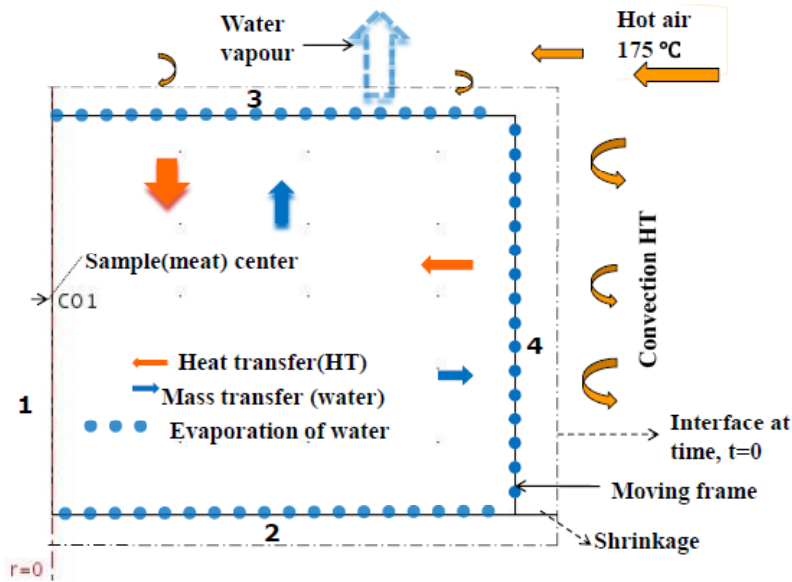 Water
vapour
Hot air
175 ℃
3
Sample(meat) center
CO1
Convection HT
4
Heat transfer(HT)
1
Mass transfer (water)
Evaporation of water
Interface at
time, t=0
Moving frame
2
Shrinkage
r=0